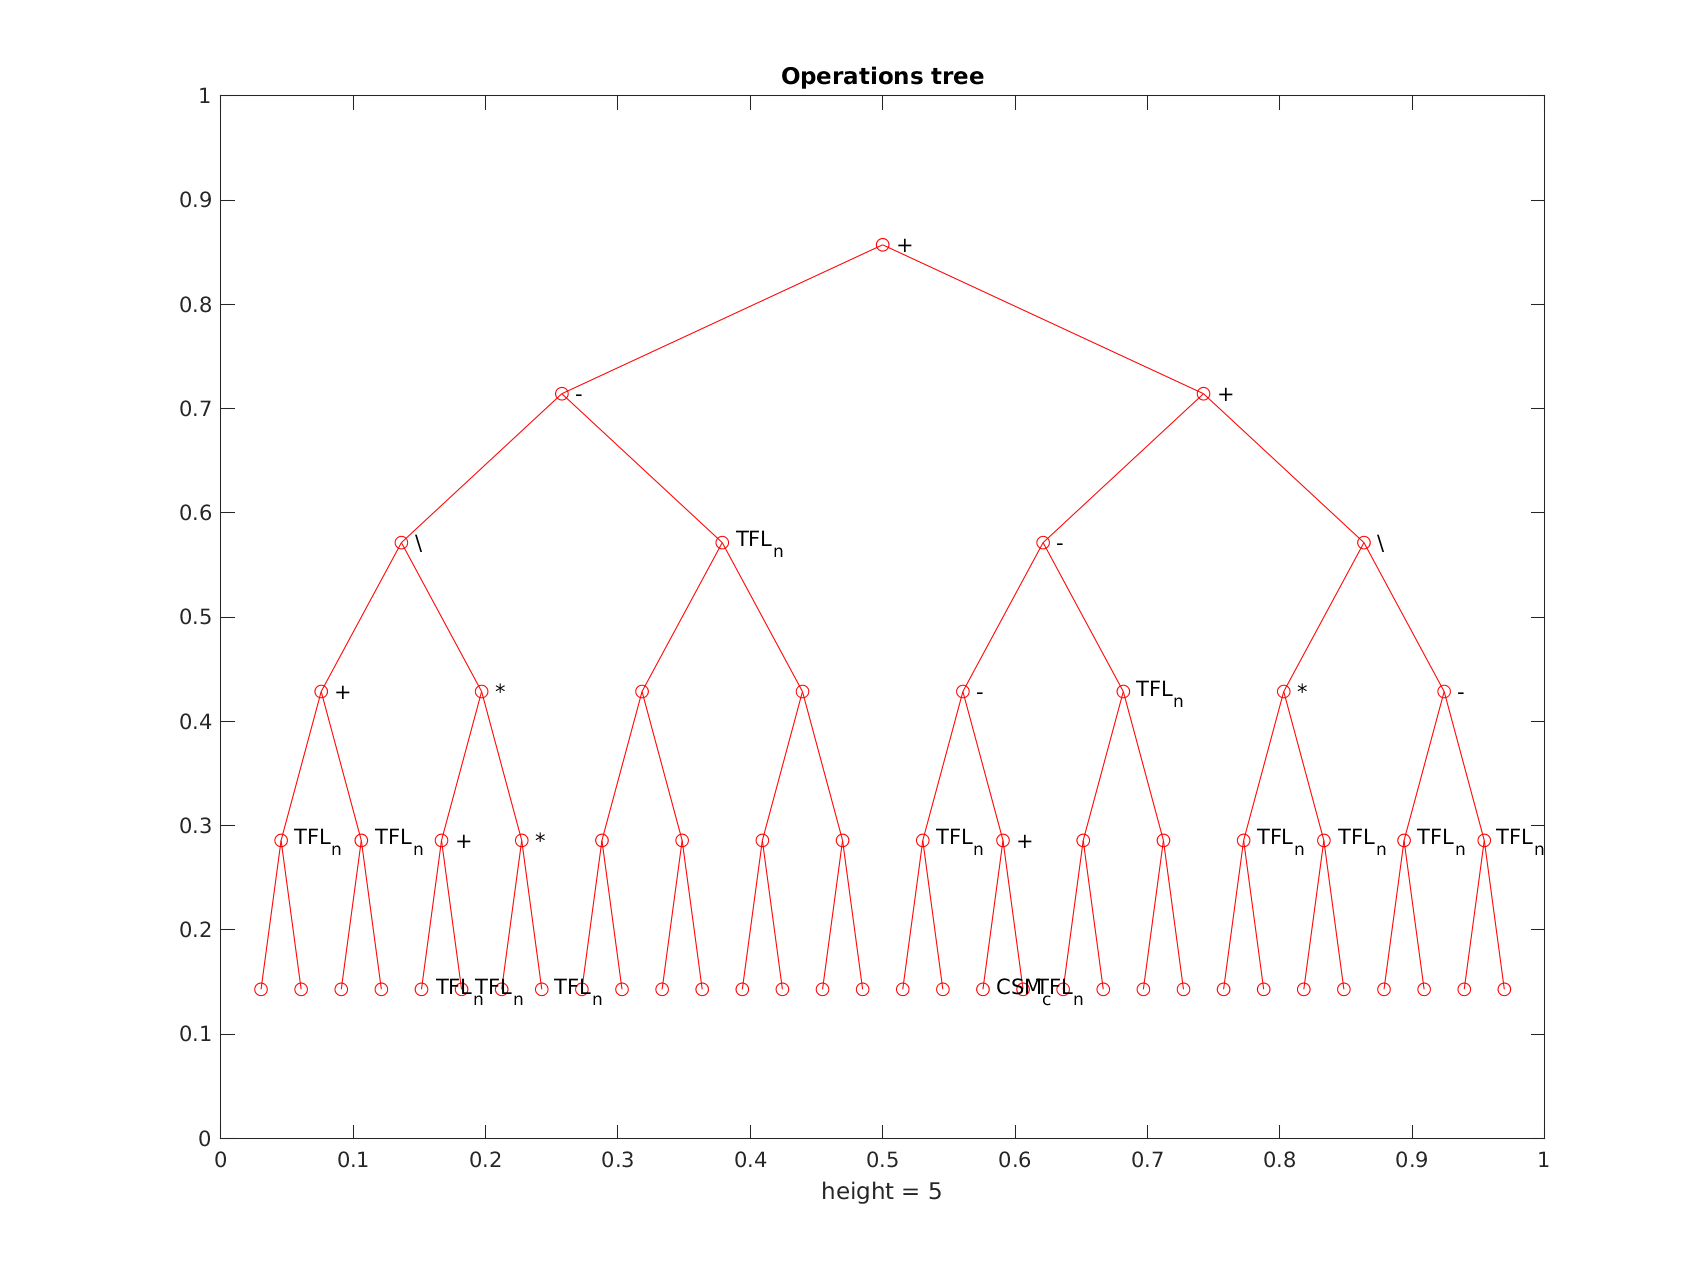 Operations tree
1
0.9
+
0.8
-
+
0.7
0.6
\
TFLn
-
\
0.5
+
*
-
TFLn
*
-
0.4
0.3
TFLn
TFLn
+
*
TFLn
+
TFLn
TFLn
TFLn
TFLn
0.2
TFLn
TFLn
TFLn
CSMc
TFLn
0.1
0
0 0.1 0.2 0.3 0.4 0.5 0.6 0.7 0.8 0.9 1
height = 5